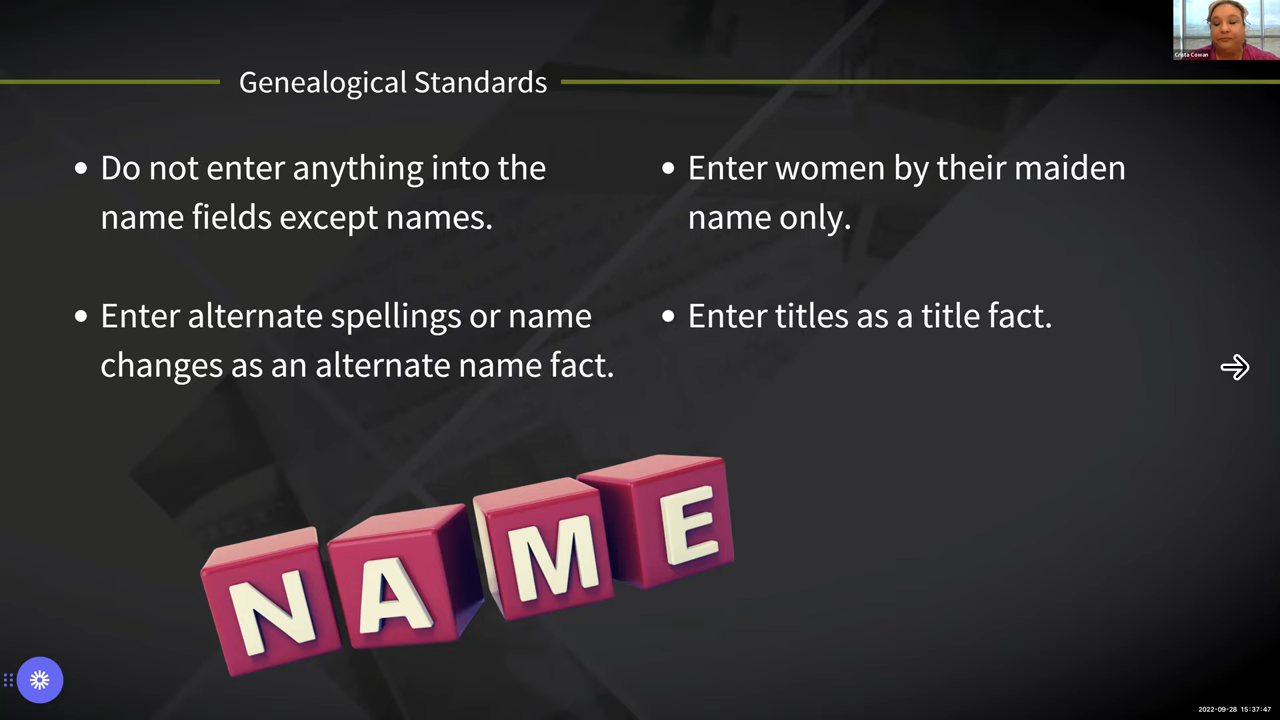 Crista Cowan
Genealogical Standards
• Do not enter anything into the
name fields except names.
• Enter alternate spellings or name
changes as an alternate name fact.
• Enter women by their maiden
name only.
• Enter titles as a title fact.
NAME
2022-09-28 15:37:47